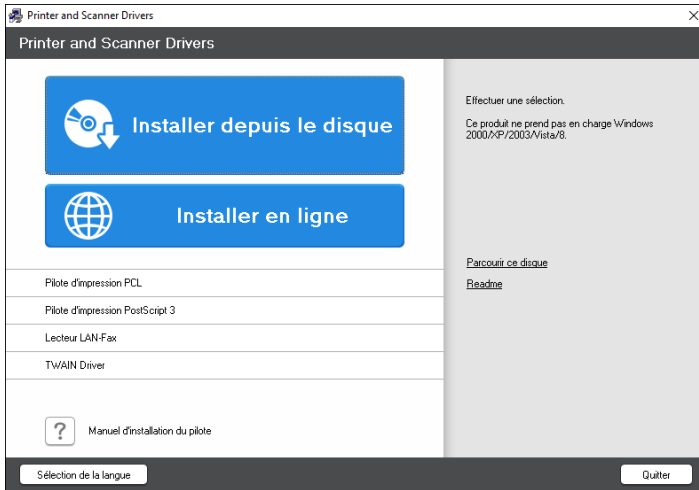 Printer and Scanner Drivers
Printer and Scanner Drivers
Installer depuis le disque
Installer en ligne
Pilote d'impression PCL
Pilote d'impression PostScript 3
Lecteur LAN-Fax
TWAIN Driver
?
Manuel d'installation du pilote
Effectuer une sélection.
Ce produit ne prend pas en charge Windows
2000/XP/2003/Vista/8.
Parcourir ce disque
Readme
Sélection de la langue
Quitter